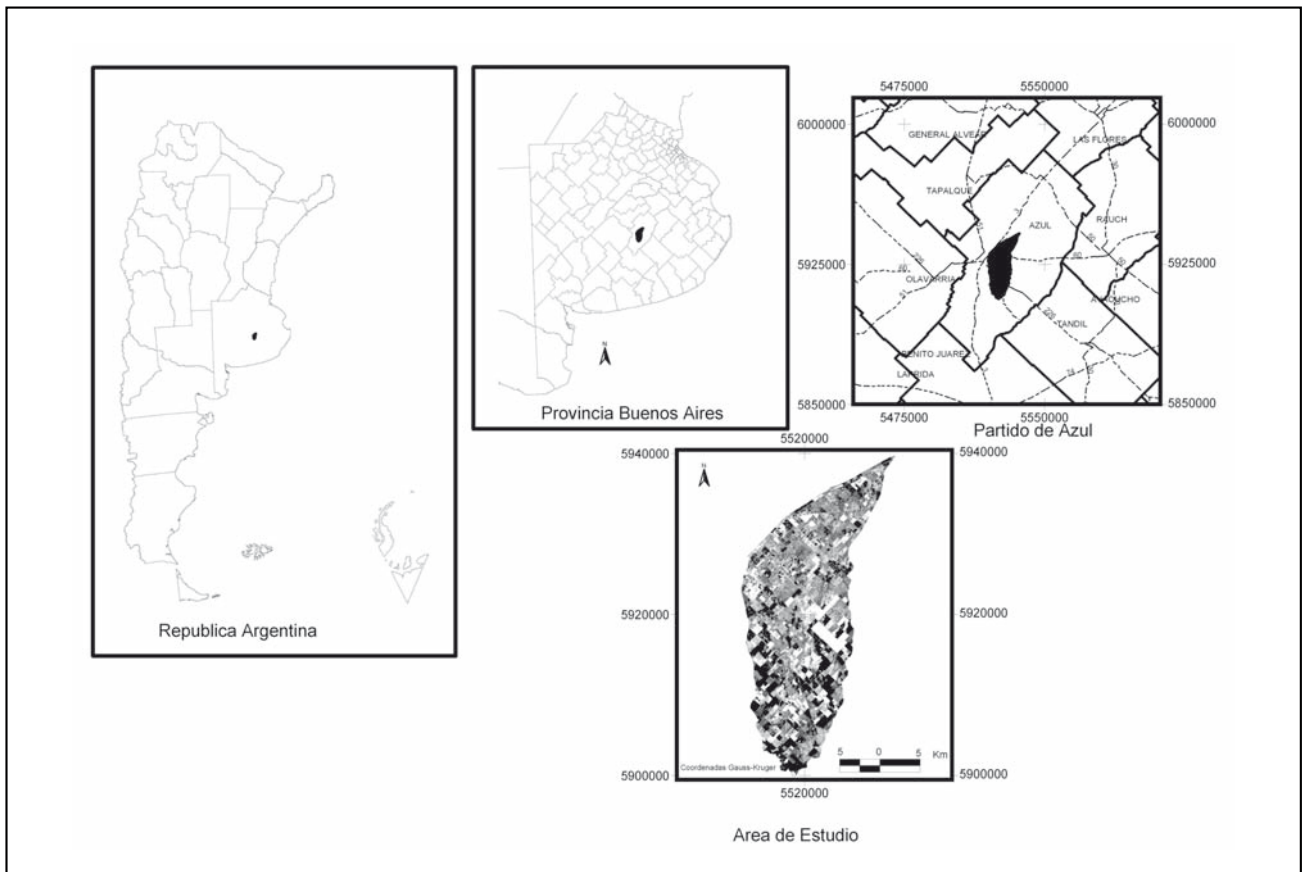 Republica Argentina
N
Provincia Buenos Aires
5475000 5550000
6000000 6000000
GENERAL ALVEAR
LAS FLORES
TAPALQUE
RAUCH
AZUL
5925000 5925000
OLAVARRIA
TANDIL
BENITO JUAREZ
5850000 5850000
5475000 5550000
Partido de Azul
5520000
5940000 5940000
N
5920000 5920000
5 0 5 Km
Coordenadas Gauss-Kruger
5900000 5900000
5520000
Area de Estudio